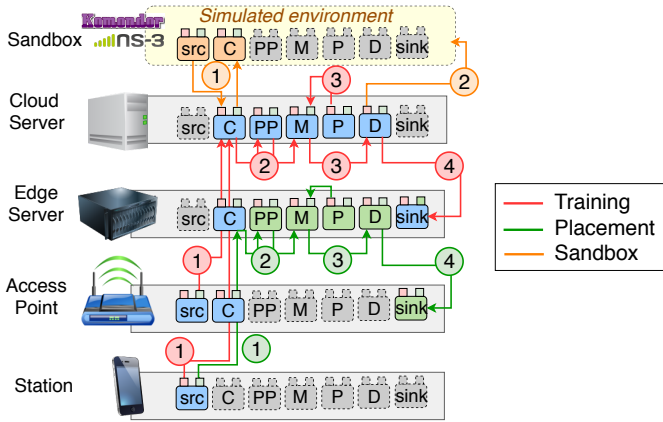 Komondor
NS-3
Simulated environment
Sandbox
src C PP M P D sink
1
3
2
Cloud
Server
src C PP M P D sink
2
3
4
Edge
Server
src C PP M P D sink
1
2
3
4
Access
Point
src C PP M P D sink
1
1
Station
src C PP M P D sink
Training
Placement
Sandbox